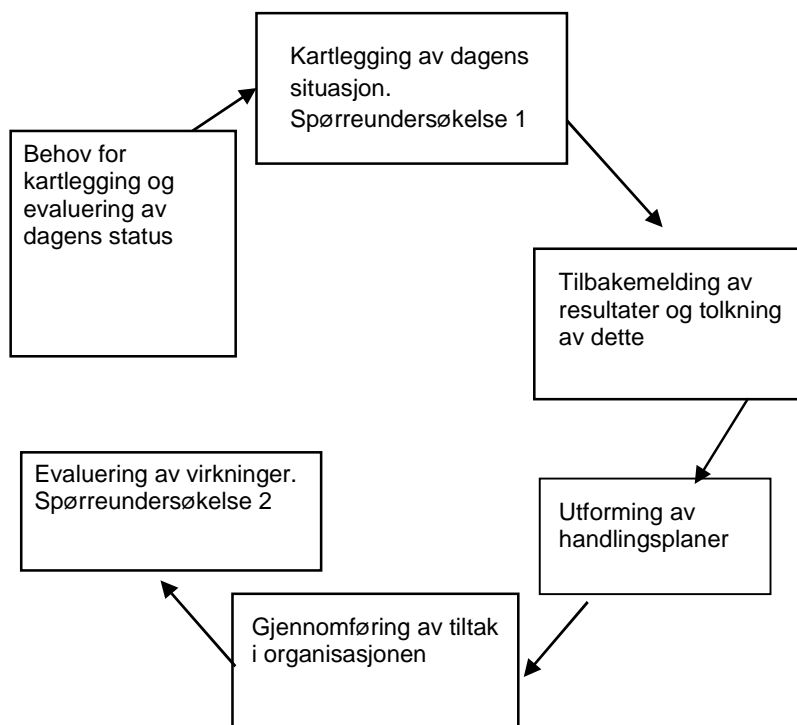 Kartlegging av dagens
situasjon.
Spørreundersøkelse 1
Behov for
kartlegging og
evaluering av
dagens status
Tilbakemelding av
resultater og tolkning
av dette
Evaluering av virkninger.
Spørreundersøkelse 2
Utforming av
handlingsplaner
Gjennomføring av tiltak
i organisasjonen